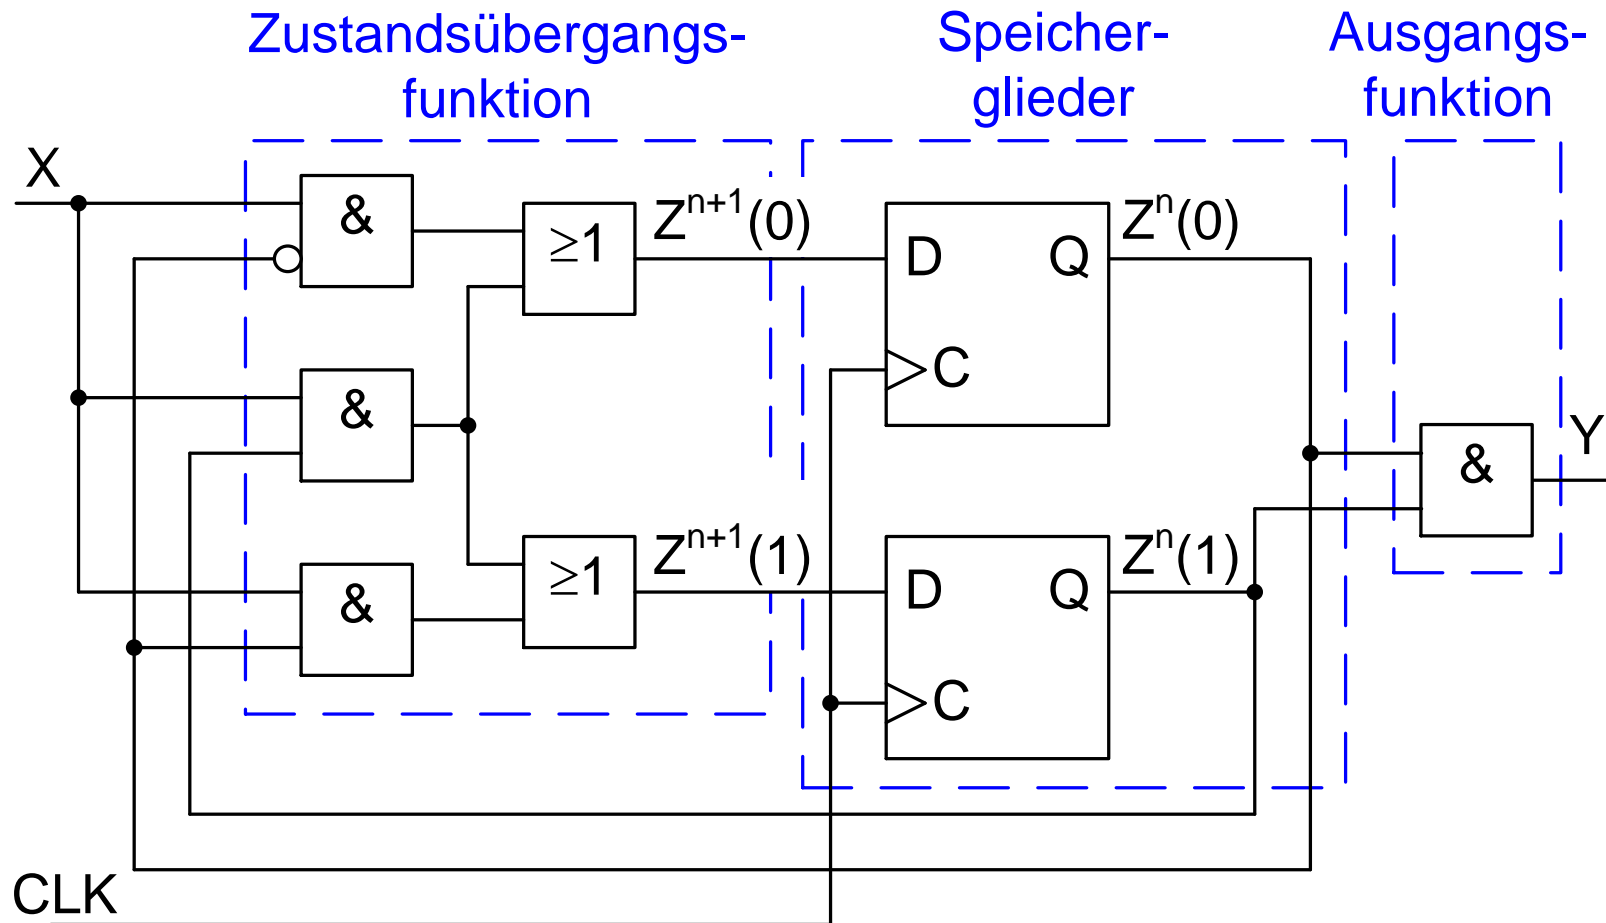 Zustandsübergangs-
funktion
Speicher-
glieder
Ausgangs-
funktion
X
&
≥1
Zⁿ⁺¹(0)
D
Q
Zⁿ(0)
C
&
&
Y
≥1
Zⁿ⁺¹(1)
D
Q
Zⁿ(1)
&
C
CLK